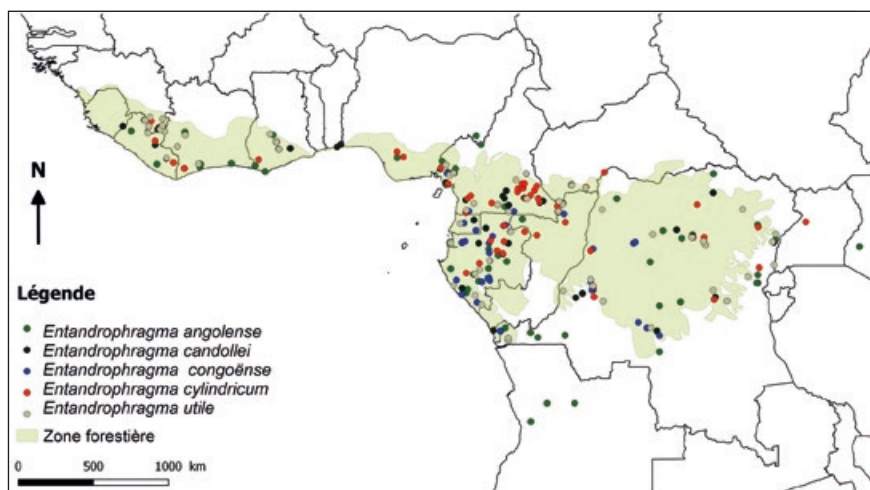 N
Légende
Entandrophragma angolense
Entandrophragma candollei
Entandrophragma congoënse
Entandrophragma cylindricum
Entandrophragma utile
Zone forestière
0 500 1000 km